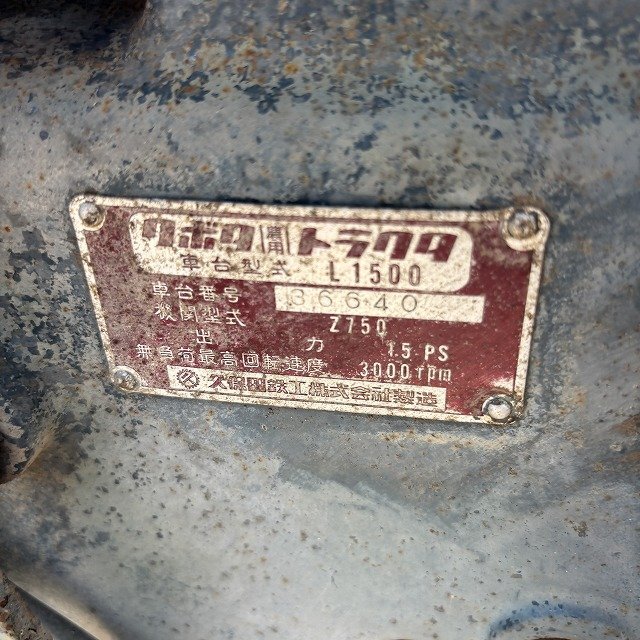 クボタ農用トラクタ
車台型式 L1500
車台番号 36640
機関型式 Z750
出力 15 PS
無負荷最高回転速度 3000rpm
久保田鉄工株式会社製造